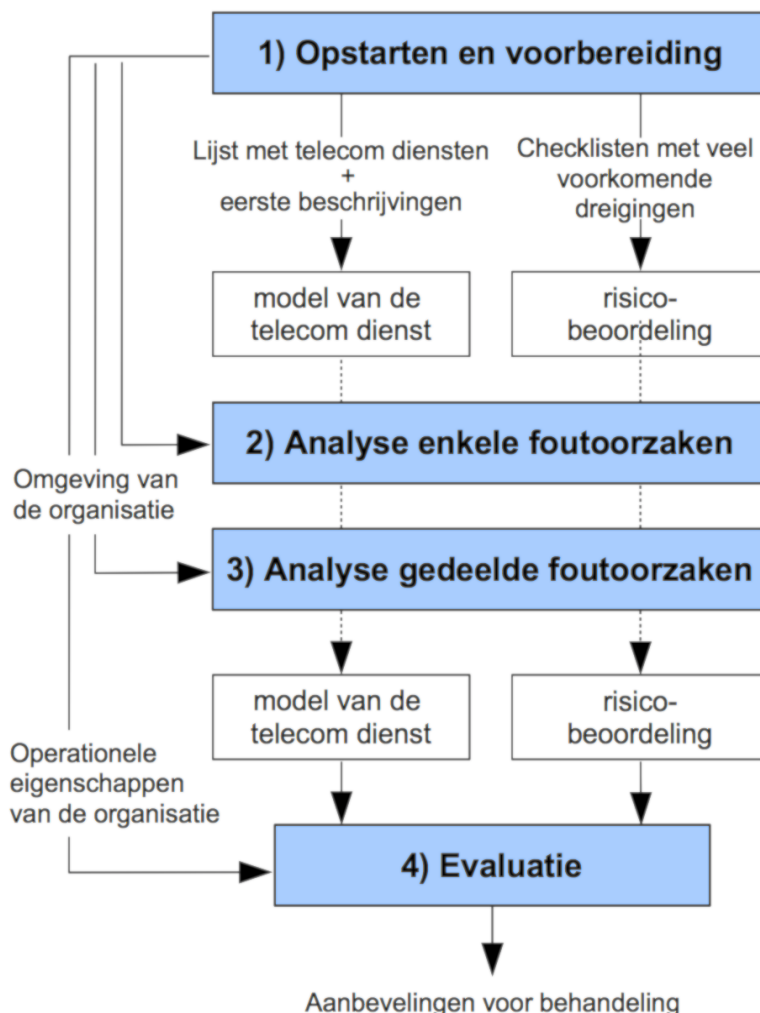 1) Opstarten en voorbereiding
Lijst met telecom diensten
+
eerste beschrijvingen
Checklisten met veel
voorkomende
dreigingen
model van de
telecom dienst
risico-
beoordeling
2) Analyse enkele foutoorzaken
Omgeving van
de organisatie
3) Analyse gedeelde foutoorzaken
model van de
telecom dienst
risico-
beoordeling
Operationele
eigenschappen
van de organisatie
4) Evaluatie
Aanbevelingen voor behandeling